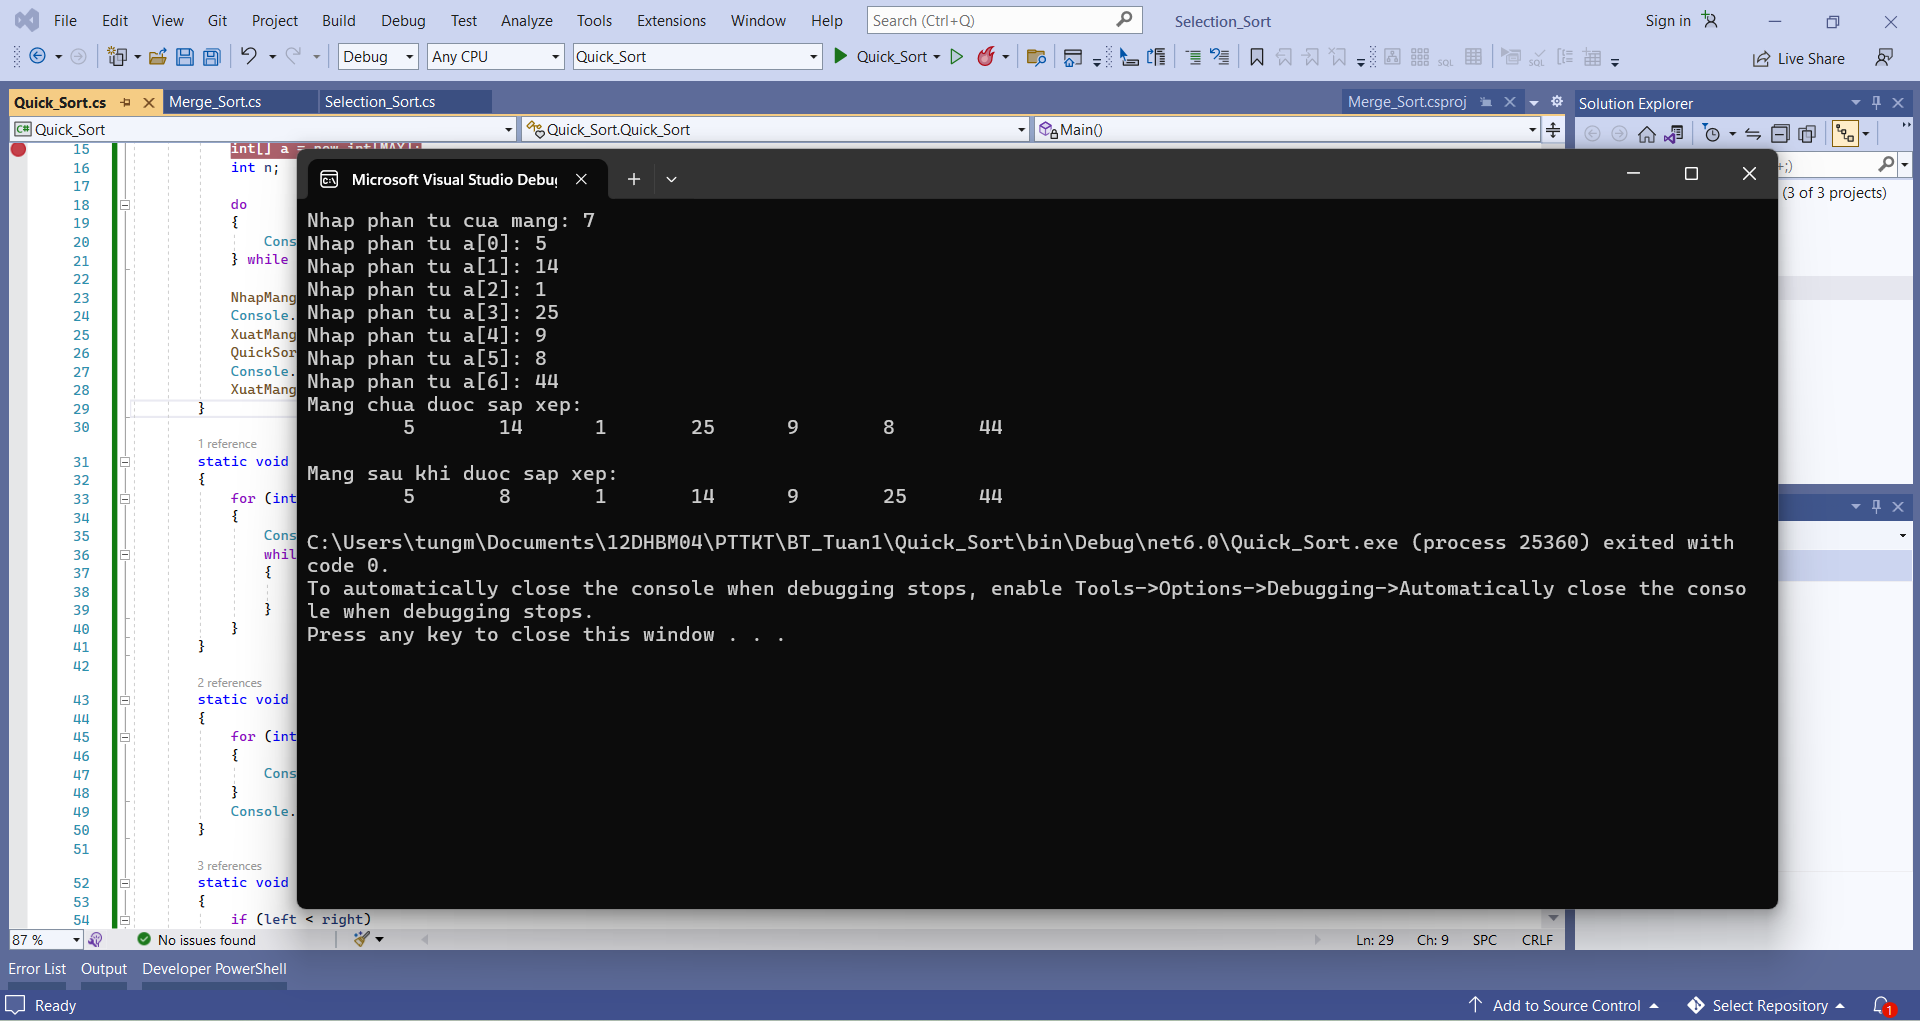 File Edit View Git Project Build Debug Test Analyze Tools Extensions Window Help Search (Ctrl+Q) Selection_Sort Sign in
Debug Any CPU Quick_Sort Quick_Sort Live Share
Quick_Sort.cs Merge_Sort.cs Selection_Sort.cs Merge_Sort.csproj Solution Explorer
C# Quick_Sort Quick_Sort.Quick_Sort Main()
15 int[] a = new int[MAX];
16 int n;
17
18 do
19 {
20 Cons
21 } while
22
23 NhapMang
24 Console.
25 XuatMang
26 QuickSor
27 Console.
28 XuatMang
29 }
30
1 reference
31 static void
32 {
33 for (int
34 {
35 Cons
36 whil
37 {
38
39 }
40 }
41 }
42
2 references
43 static void
44 {
45 for (int
46 {
47 Cons
48 }
49 Console.
50 }
51
3 references
52 static void
53 {
54 if (left < right)
Microsoft Visual Studio Debug
Nhap phan tu cua mang: 7
Nhap phan tu a[0]: 5
Nhap phan tu a[1]: 14
Nhap phan tu a[2]: 1
Nhap phan tu a[3]: 25
Nhap phan tu a[4]: 9
Nhap phan tu a[5]: 8
Nhap phan tu a[6]: 44
Mang chua duoc sap xep:
5 14 1 25 9 8 44
Mang sau khi duoc sap xep:
5 8 1 14 9 25 44
C:\Users\tungm\Documents\12DHBM04\PTTKT\BT_Tuan1\Quick_Sort\bin\Debug\net6.0\Quick_Sort.exe (process 25360) exited with
code 0.
To automatically close the console when debugging stops, enable Tools->Options->Debugging->Automatically close the conso
le when debugging stops.
Press any key to close this window . . .
+;)
(3 of 3 projects)
87 % No issues found Ln: 29 Ch: 9 SPC CRLF
Error List Output Developer PowerShell
Ready Add to Source Control Select Repository 1